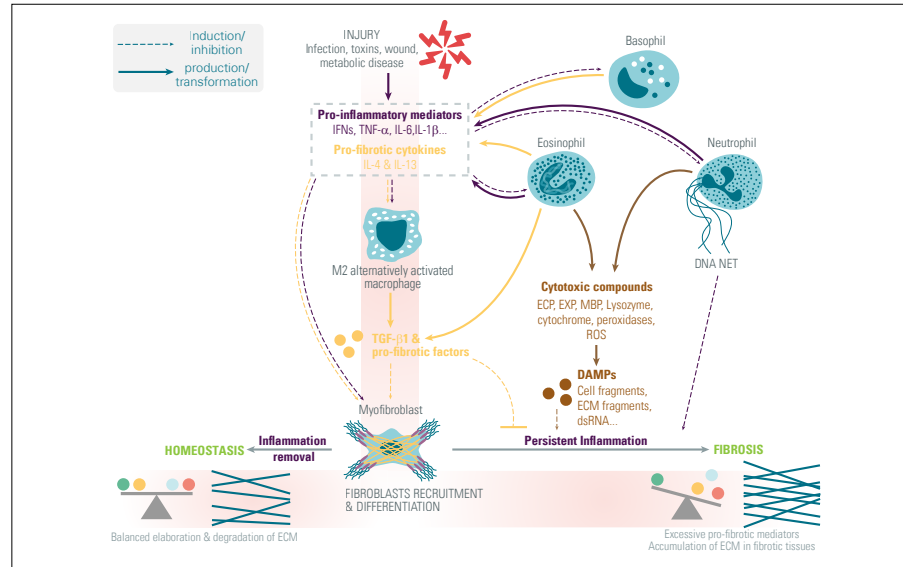 Induction/
inhibition
production/
transformation
INJURY
Infection, toxins, wound,
metabolic disease
Basophil
Pro-inflammatory mediators
IFNs, TNF-α, IL-6,IL-1β...
Pro-fibrotic cytokines
IL-4 & IL-13
Eosinophil
Neutrophil
M2 alternatively activated
macrophage
DNA NET
Cytotoxic compounds
ECP, EXP, MBP, Lysozyme,
cytochrome, peroxidases,
ROS
TGF-β1 &
pro-fibrotic factors
DAMPs
Cell fragments,
ECM fragments,
dsRNA...
Myofibroblast
HOMEOSTASIS
Inflammation
removal
Persistent Inflammation
FIBROSIS
FIBROBLASTS RECRUITMENT
& DIFFERENTIATION
Balanced elaboration & degradation of ECM
Excessive pro-fibrotic mediators
Accumulation of ECM in fibrotic tissues